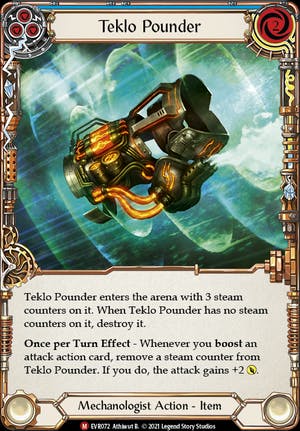 Teklo Pounder
2
Teklo Pounder enters the arena with 3 steam
counters on it. When Teklo Pounder has no steam
counters on it, destroy it.
Once per Turn Effect - Whenever you boost an
attack action card, remove a steam counter from
Teklo Pounder. If you do, the attack gains +2
Mechanologist Action - Item
M EVR072 Athiwut B. © 2021 Legend Story Studios